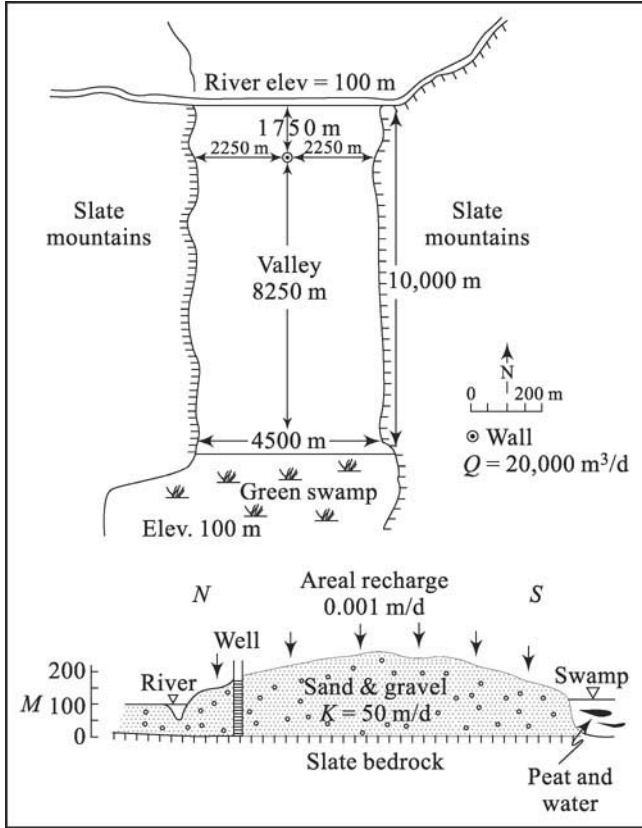 River elev = 100 m
1750 m
2250 m 2250 m
Slate
mountains
Slate
mountains
Valley
8250 m
10,000 m
N
0 200 m
4500 m
Wall
Q = 20,000 m³/d
Green swamp
Elev. 100 m
Areal recharge
0.001 m/d
N
S
Well
Swamp
River
200
M 100
0
Sand & gravel
K = 50 m/d
Slate bedrock
Peat and
water